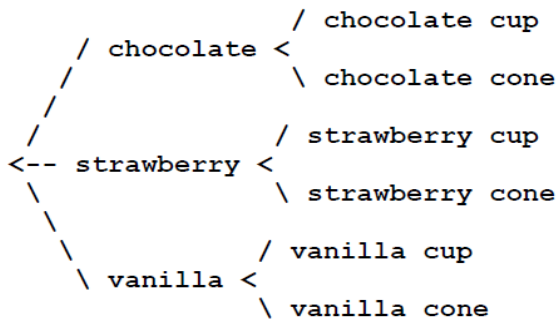 / chocolate cup
/ chocolate <
/ \ chocolate cone
/
/ / strawberry cup
<-- strawberry <
\ \ strawberry cone
\
\ / vanilla cup
\ vanilla <
\ vanilla cone